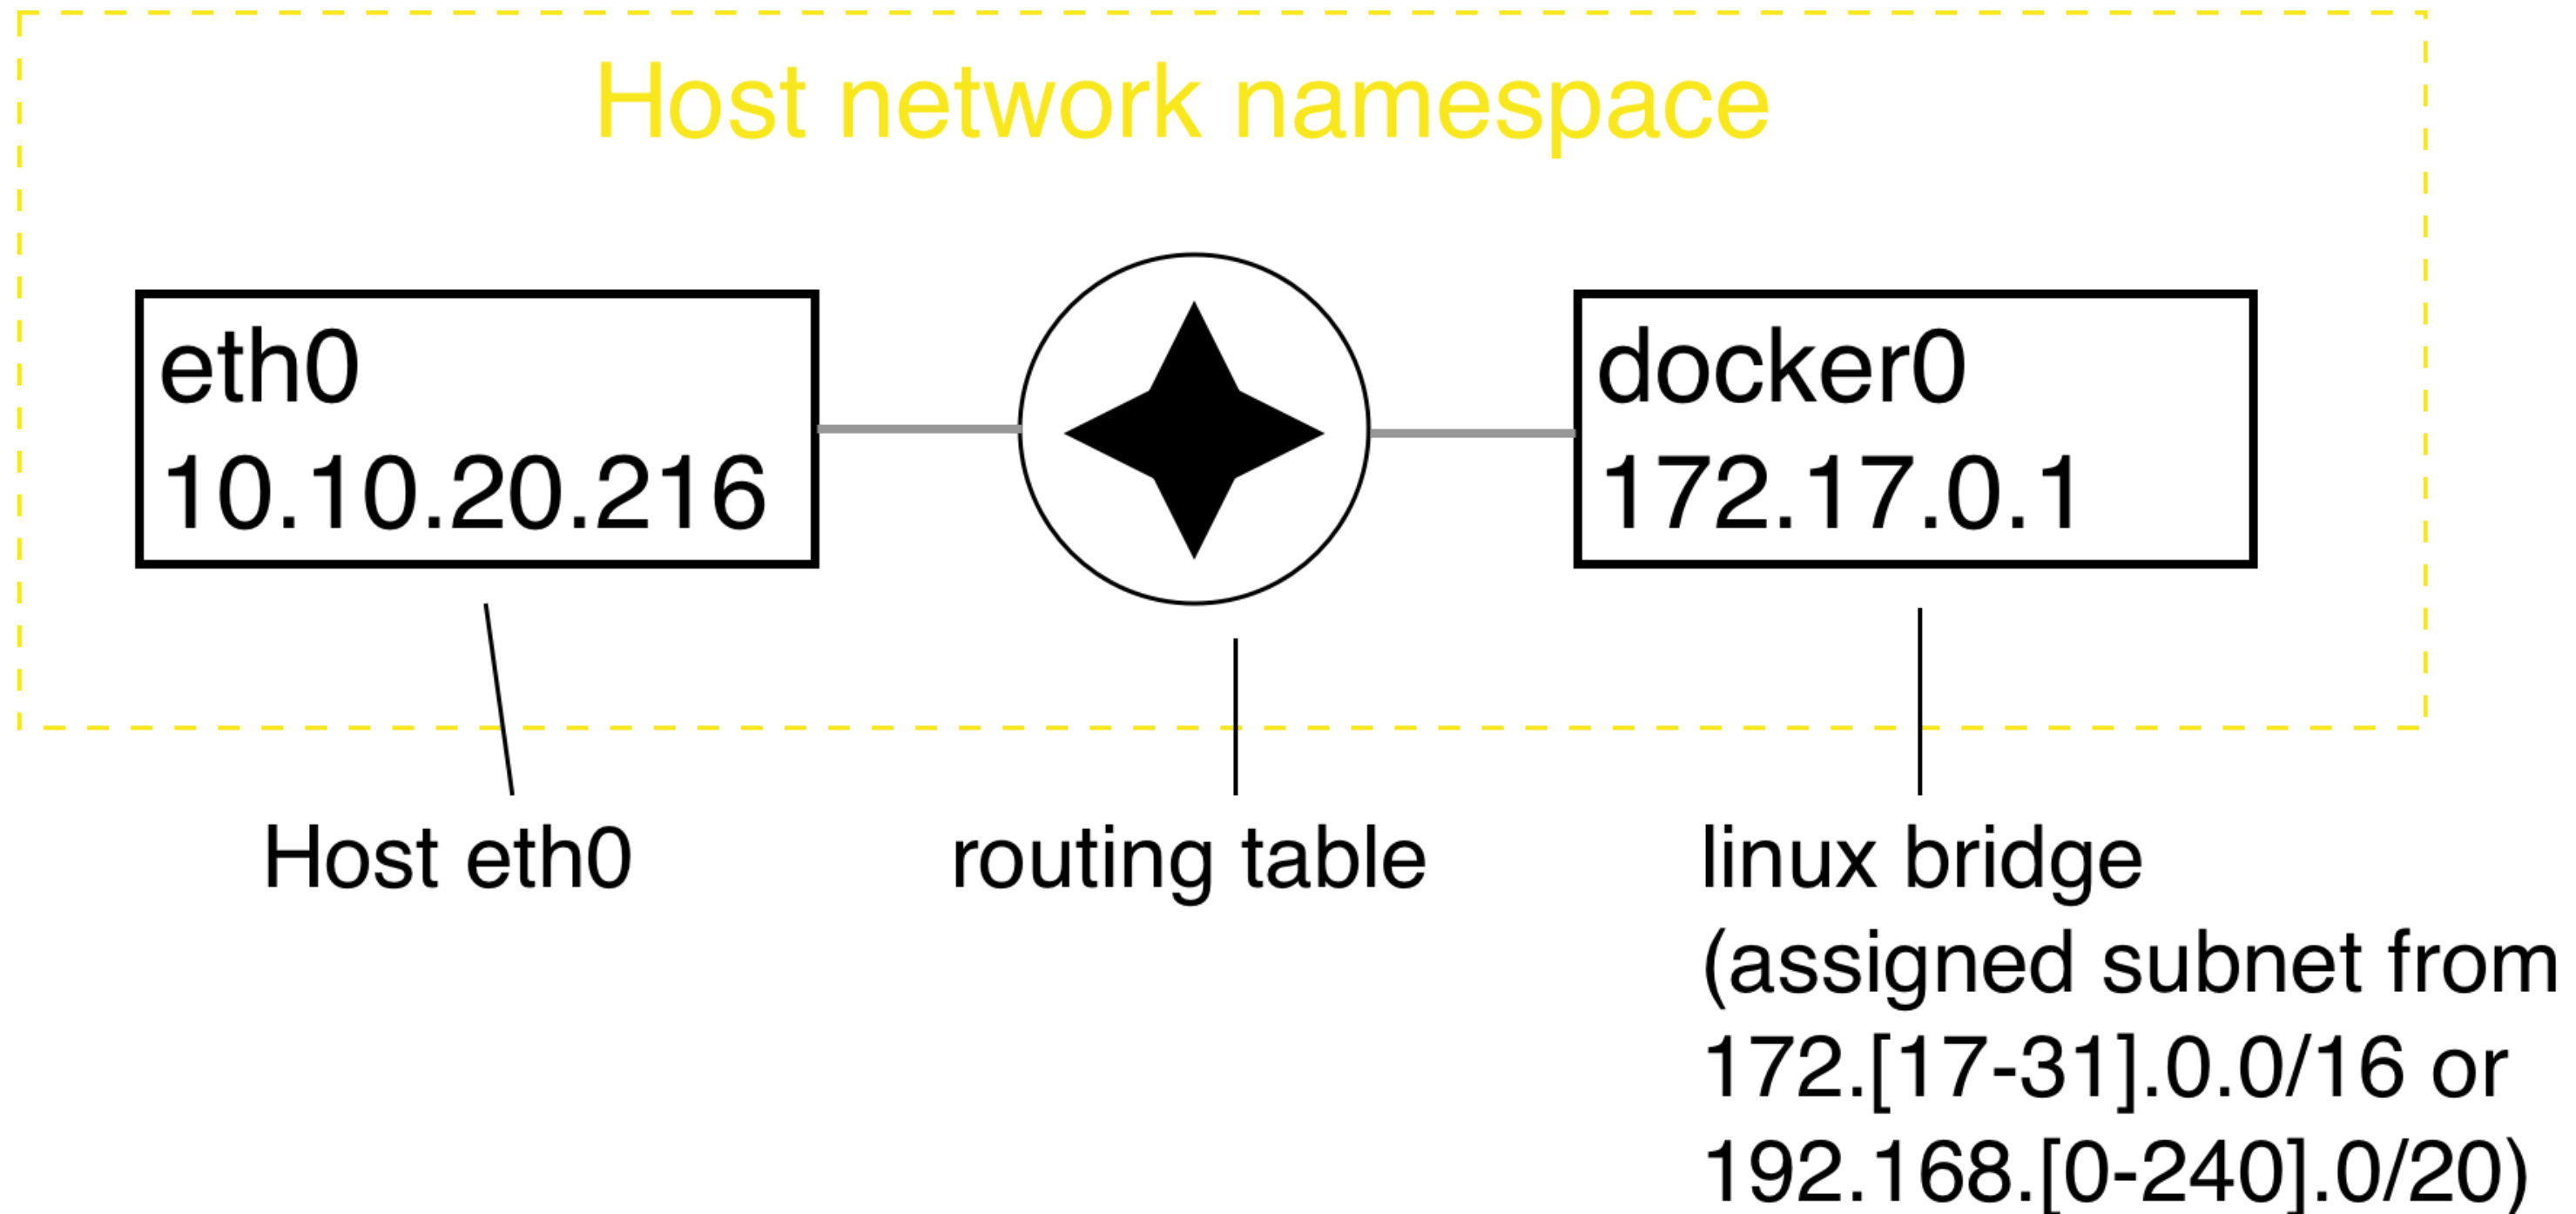 Host network namespace
eth0
10.10.20.216
docker0
172.17.0.1
Host eth0
routing table
linux bridge
(assigned subnet from
172.[17-31].0.0/16 or
192.168.[0-240].0/20)